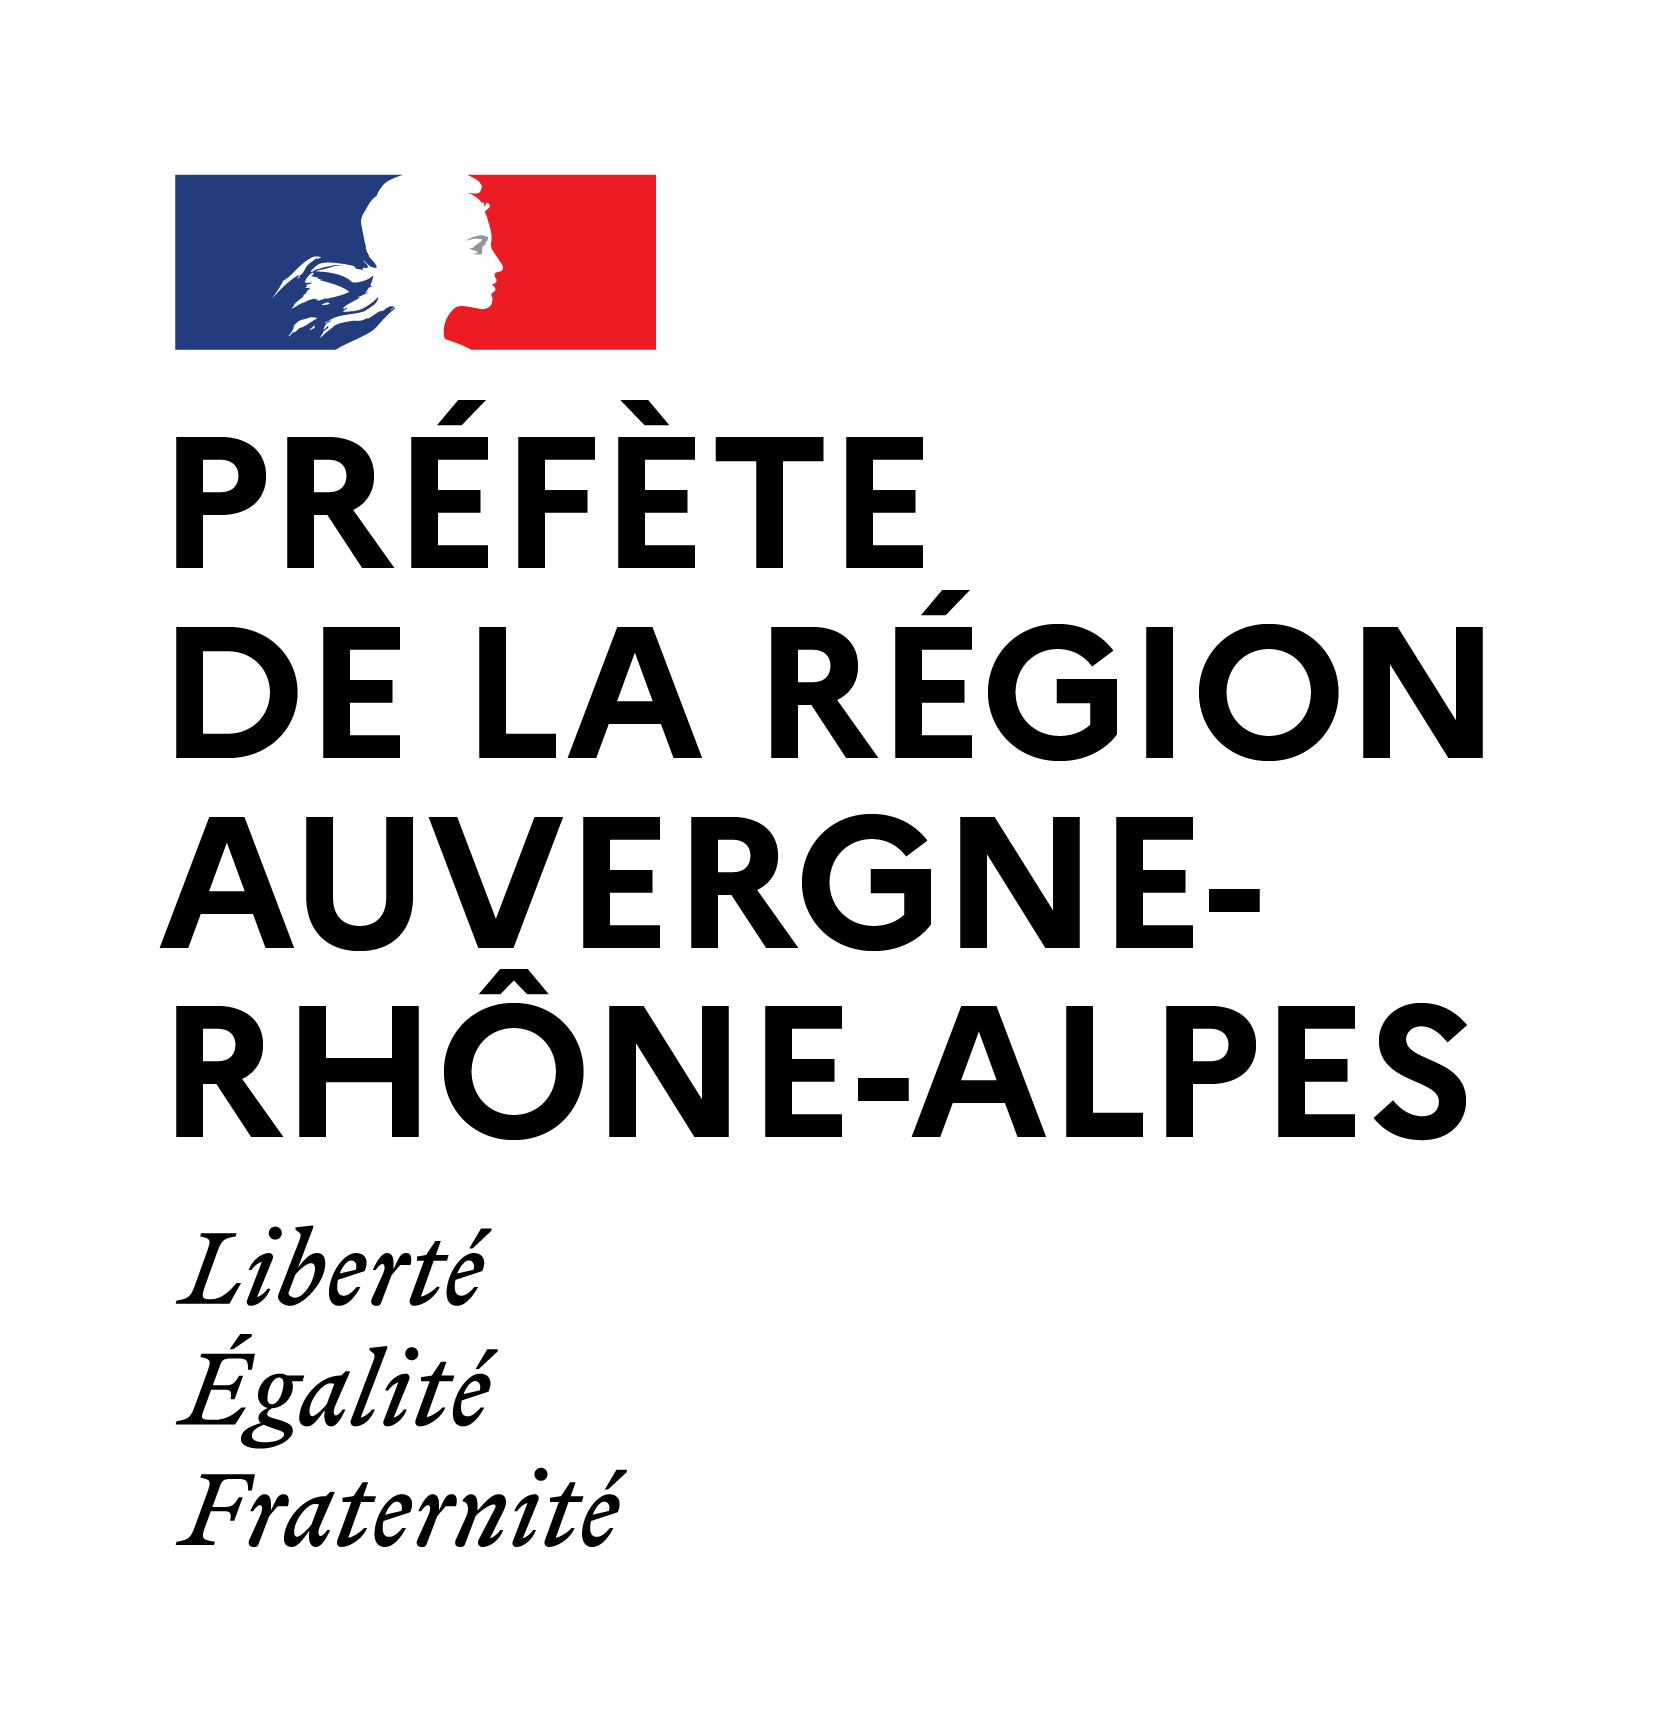 PRÉFÈTE
DE LA RÉGION
AUVERGNE-
RHÔNE-ALPES
Liberté
Égalité
Fraternité